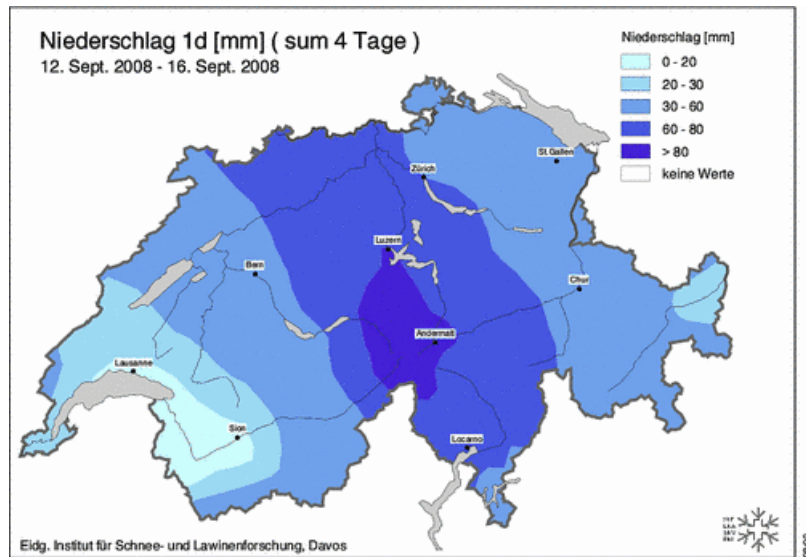 Niederschlag 1d [mm] ( sum 4 Tage )
12. Sept. 2008 - 16. Sept. 2008
Niederschlag [mm]
0 - 20
20 - 30
30 - 60
60 - 80
> 80
keine Werte
St.Gallen
Zürich
Luzern
Bern
Chur
Andermatt
Lausanne
Sion
Locarno
Eidg. Institut für Schnee- und Lawinenforschung, Davos